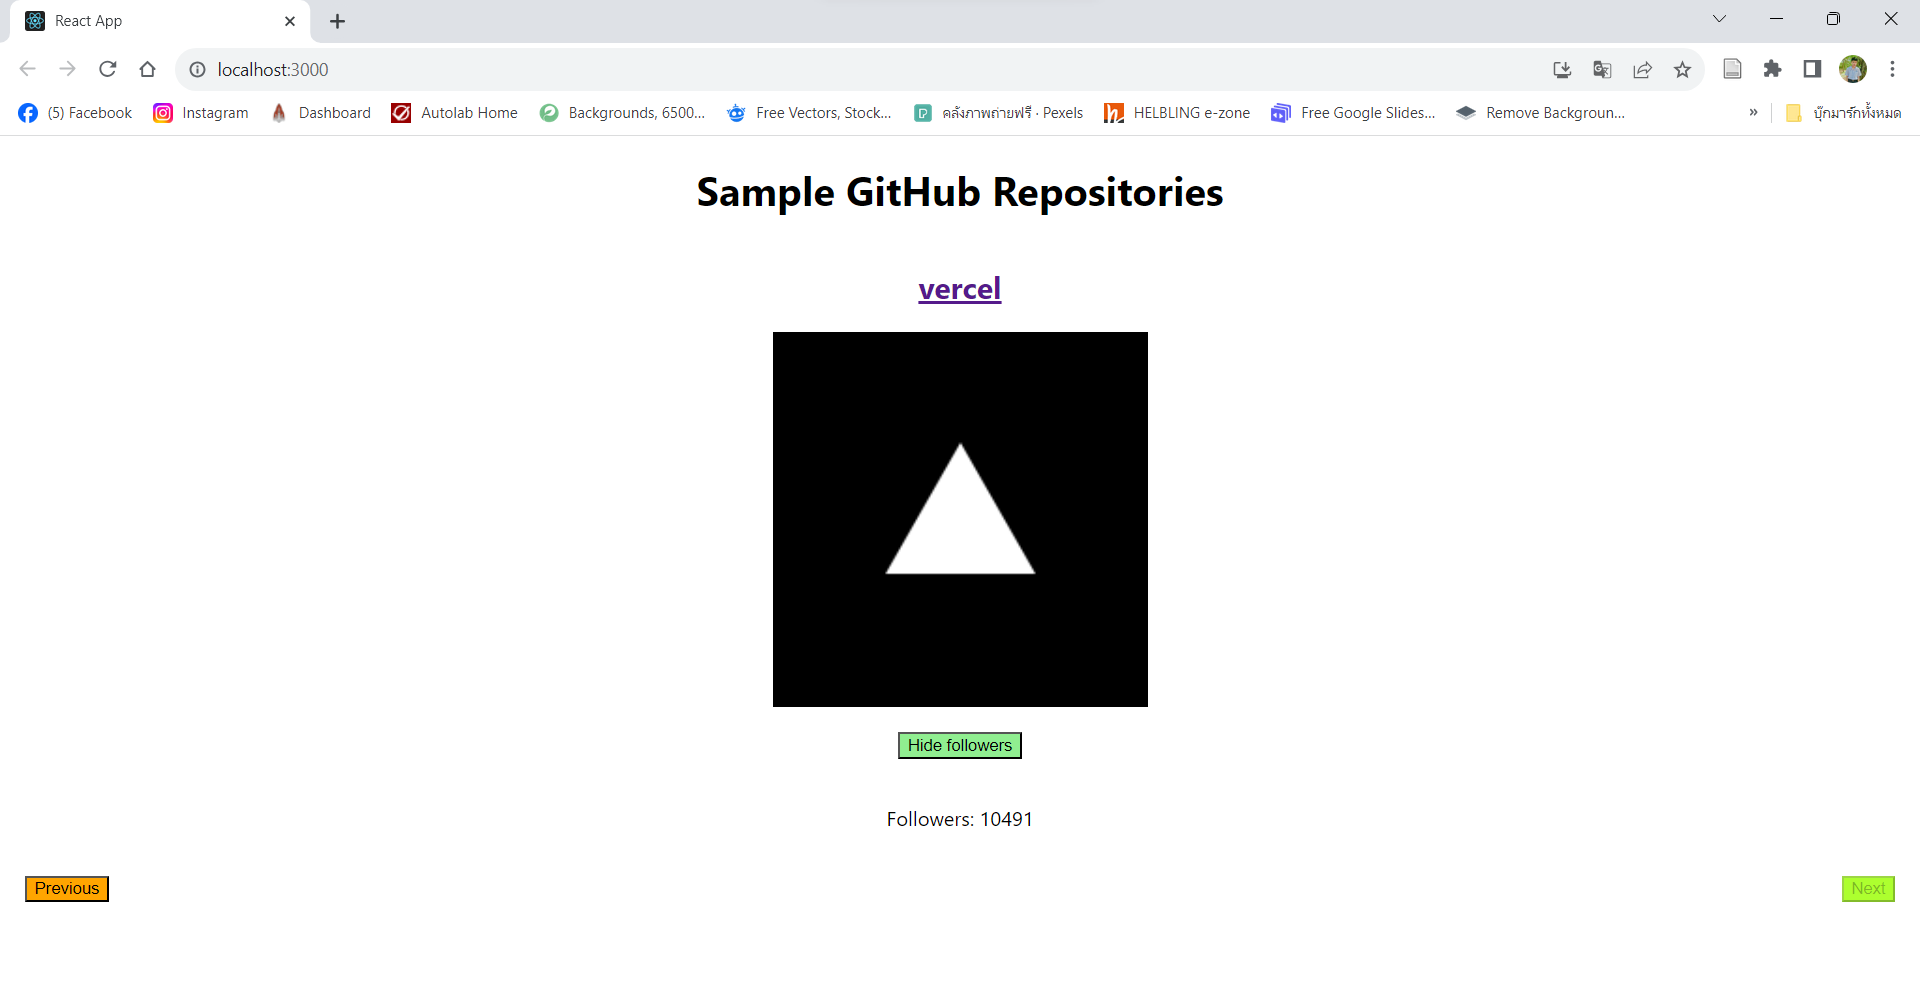 React App
localhost:3000
(5) Facebook Instagram Dashboard Autolab Home Backgrounds, 6500... Free Vectors, Stock... คลังภาพถ่ายฟรี · Pexels HELBLING e-zone Free Google Slides... Remove Backgroun... » บุ๊กมาร์กทั้งหมด
Sample GitHub Repositories
vercel
Hide followers
Followers: 10491
Previous Next